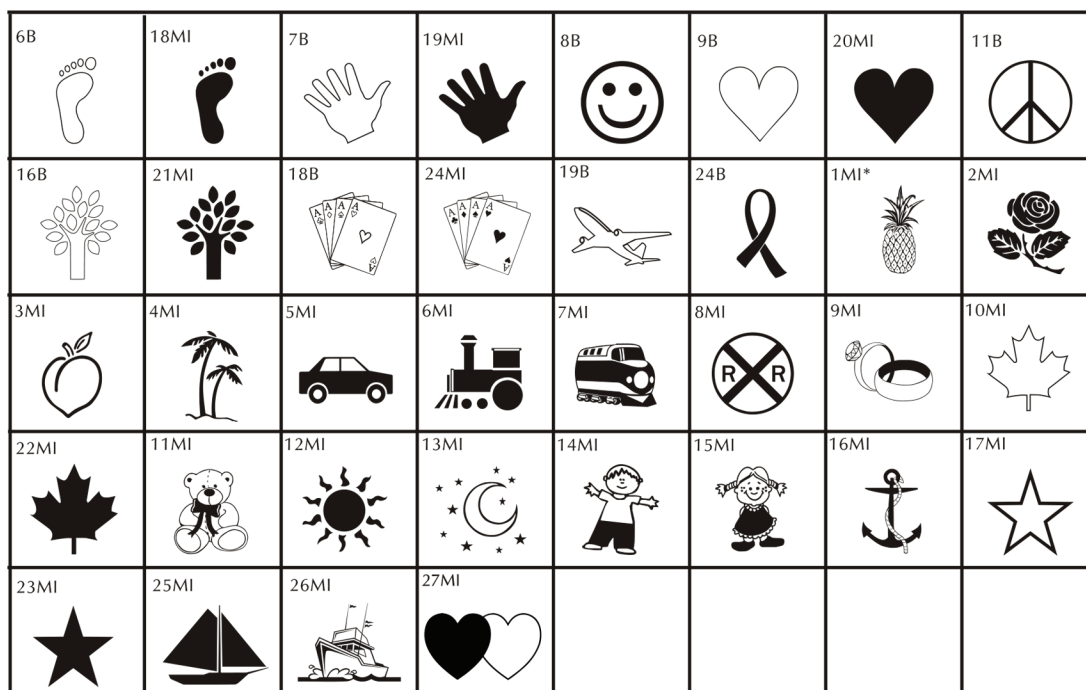 6B 18MI 7B 19MI 8B 9B 20MI 11B
16B 21MI 18B 24MI 19B 24B 1MI* 2MI
A A A A A A A A
A A
3MI 4MI 5MI 6MI 7MI 8MI 9MI 10MI
R R
22MI 11MI 12MI 13MI 14MI 15MI 16MI 17MI
23MI 25MI 26MI 27MI